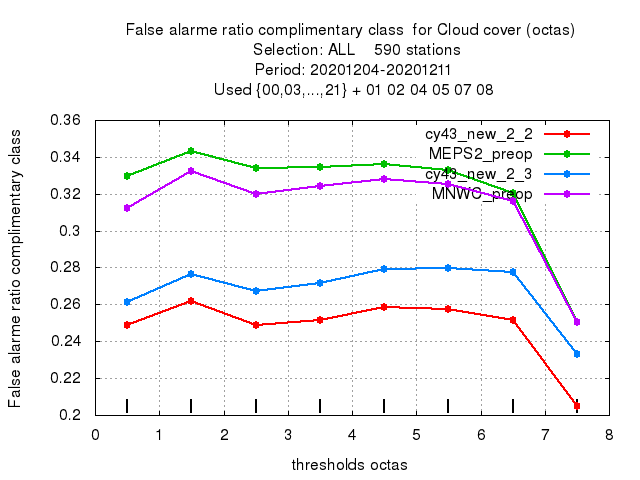 False alarme ratio complimentary class  for Cloud cover (octas)
Selection: ALL    590 stations
Period: 20201204-20201211
Used {00,03,...,21} + 01 02 04 05 07 08
False alarme ratio complimentary class
0.36
0.34
0.32
0.3
0.28
0.26
0.24
0.22
0.2
cy43_new_2_2
MEPS2_preop
cy43_new_2_3
MNWC_preop
0 1 2 3 4 5 6 7 8
thresholds octas